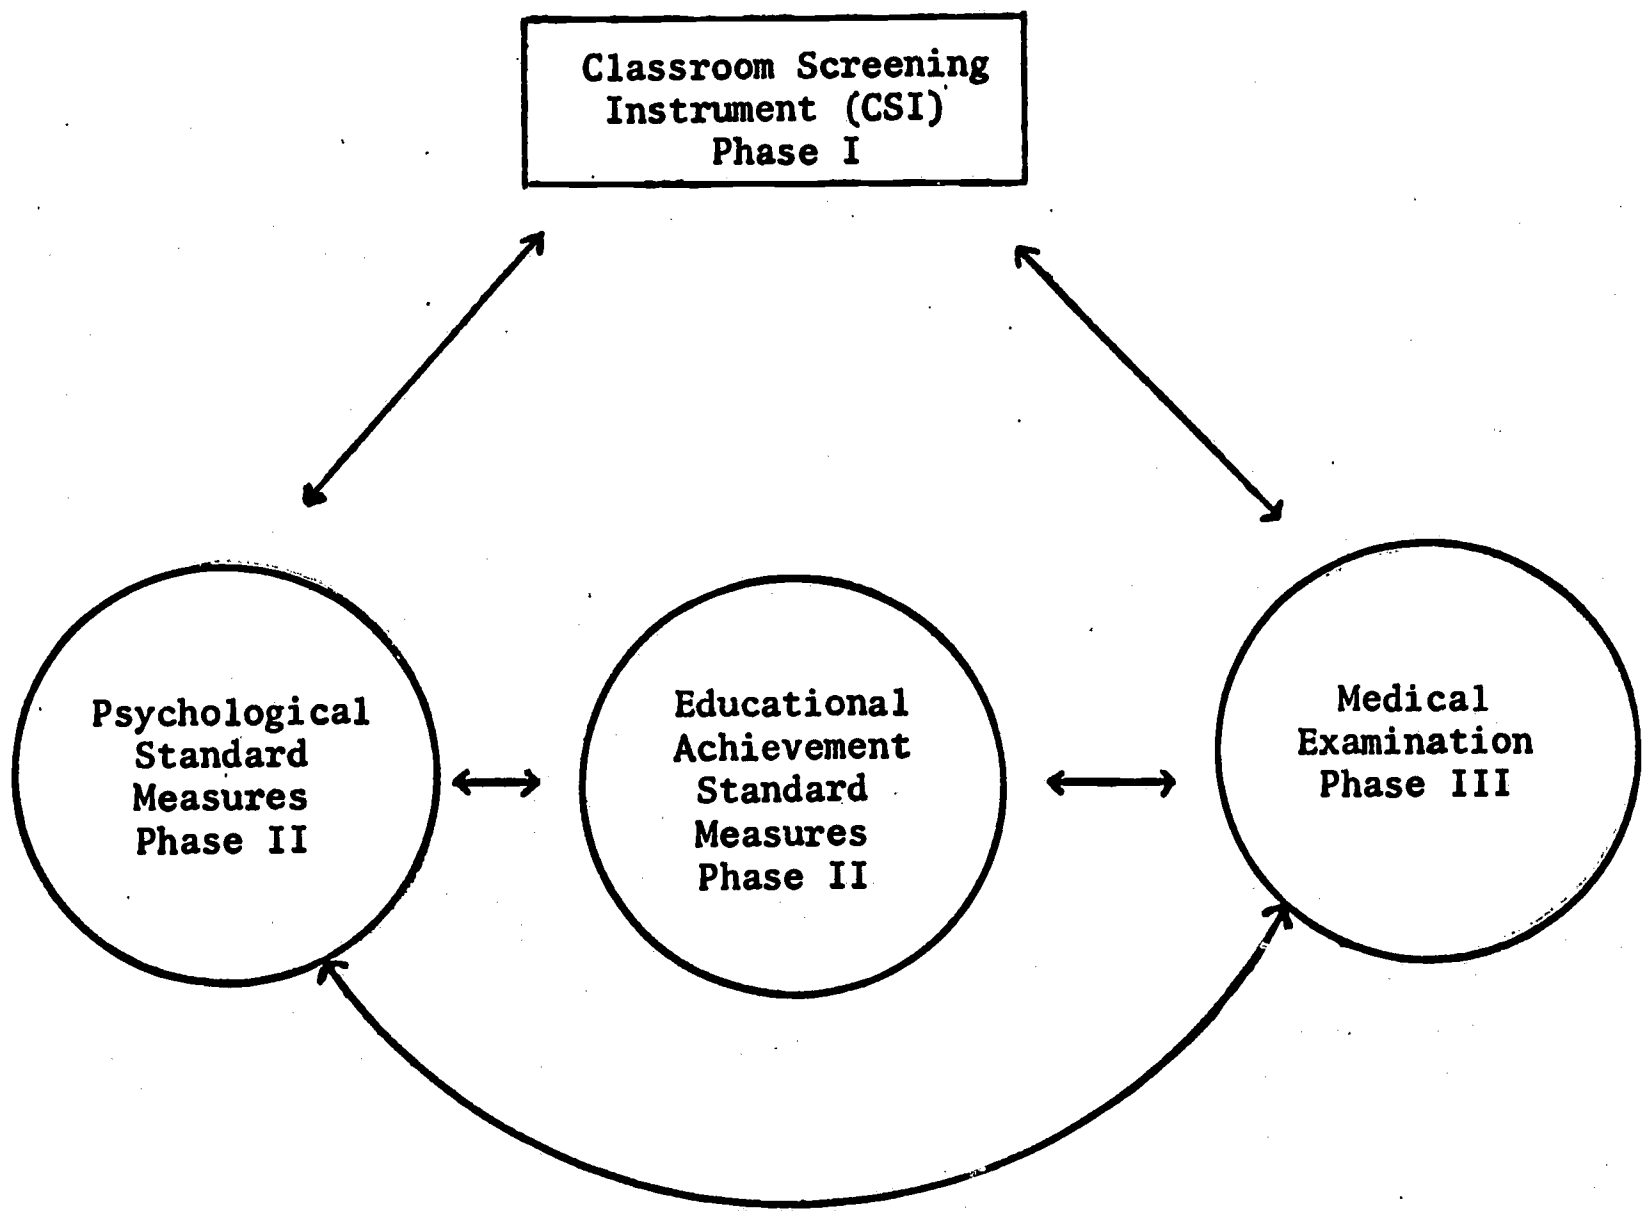 Classroom Screening
Instrument (CSI)
Phase I
Psychological
Standard
Measures
Phase II
Educational
Achievement
Standard
Measures
Phase II
Medical
Examination
Phase III